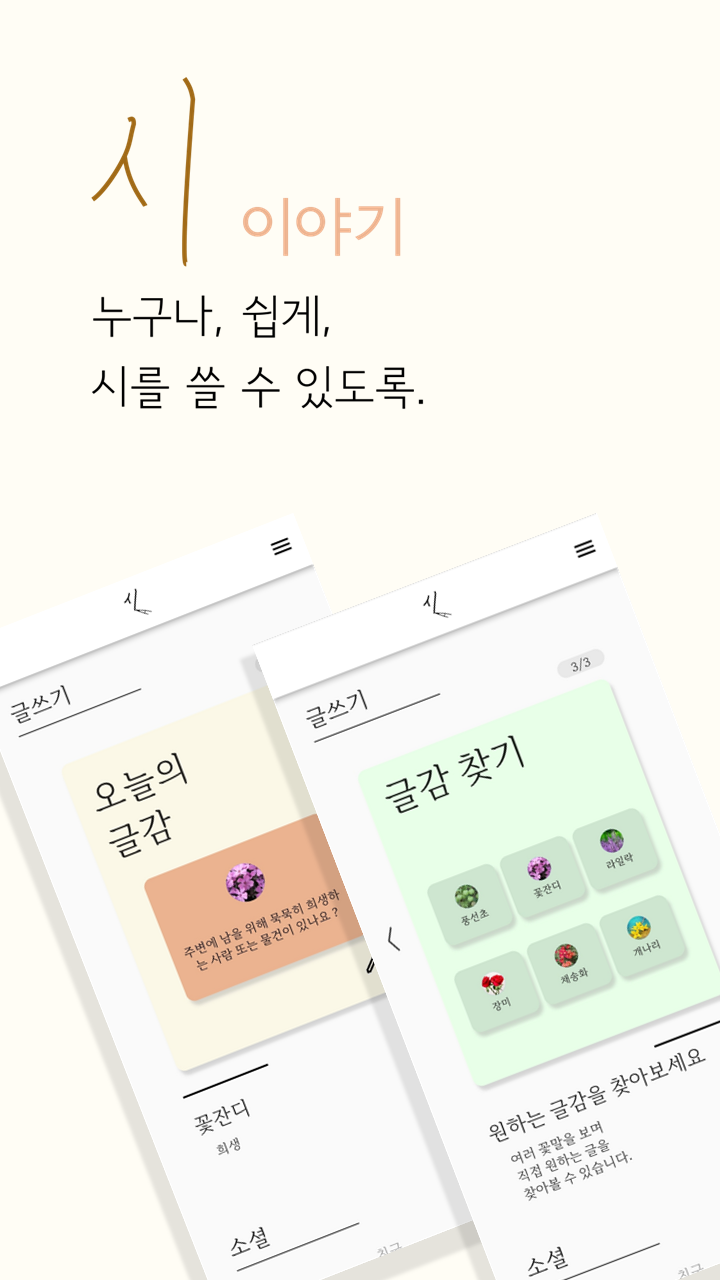 시 이야기
누구나, 쉽게,
시를 쓸 수 있도록.
글쓰기
오늘의
글감
주변에 남을 위해 묵묵히 희생하
는 사람 또는 물건이 있나요 ?
꽃잔디
희생
소셜
최근
글쓰기
3/3
글감 찾기
풍선초
꽃잔디
라일락
장미
채송화
개나리
원하는 글감을 찾아보세요
여러 꽃말을 보며
직접 원하는 글을
찾아볼 수 있습니다.
소셜
최근